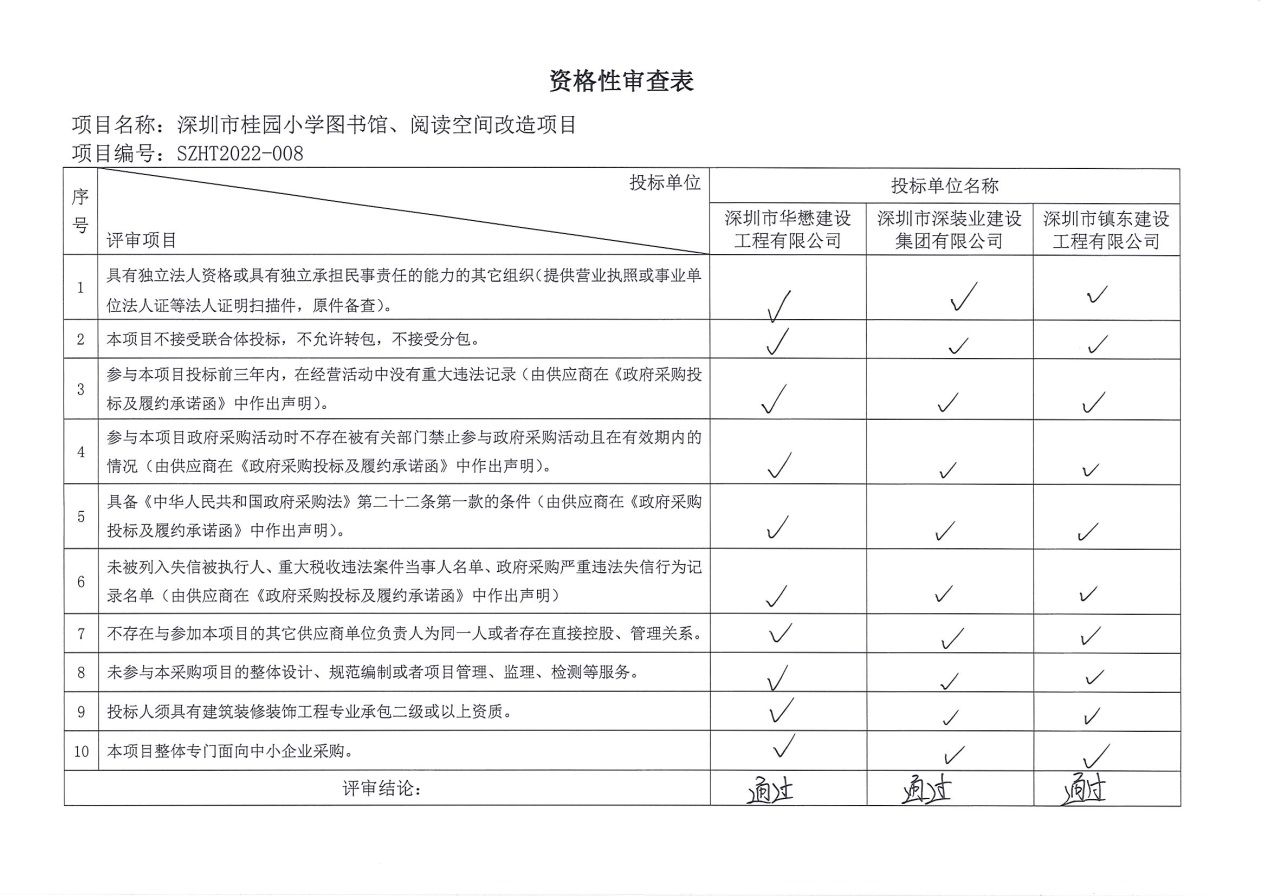 资格性审查表
项目名称：深圳市桂园小学图书馆、阅读空间改造项目
项目编号：SZHT2022-008
序号
投标单位
评审项目
投标单位名称
深圳市华懋建设
工程有限公司
深圳市深装业建设
集团有限公司
深圳市镇东建设
工程有限公司
1 具有独立法人资格或具有独立承担民事责任的能力的其它组织（提供营业执照或事业单
位法人证等法人证明扫描件，原件备查）。 ✓ ✓ ✓
2 本项目不接受联合体投标，不允许转包，不接受分包。 ✓ ✓ ✓
3 参与本项目投标前三年内，在经营活动中没有重大违法记录（由供应商在《政府采购投
标及履约承诺函》中作出声明）。 ✓ ✓ ✓
4 参与本项目政府采购活动时不存在被有关部门禁止参与政府采购活动且在有效期内的
情况（由供应商在《政府采购投标及履约承诺函》中作出声明）。 ✓ ✓ ✓
5 具备《中华人民共和国政府采购法》第二十二条第一款的条件（由供应商在《政府采购
投标及履约承诺函》中作出声明）。 ✓ ✓ ✓
6 未被列入失信被执行人、重大税收违法案件当事人名单、政府采购严重违法失信行为记
录名单（由供应商在《政府采购投标及履约承诺函》中作出声明） ✓ ✓ ✓
7 不存在与参加本项目的其它供应商单位负责人为同一人或者存在直接控股、管理关系。 ✓ ✓ ✓
8 未参与本采购项目的整体设计、规范编制或者项目管理、监理、检测等服务。 ✓ ✓ ✓
9 投标人须具有建筑装修装饰工程专业承包二级或以上资质。 ✓ ✓ ✓
10 本项目整体专门面向中小企业采购。 ✓ ✓ ✓
评审结论： 通过 通过 通过